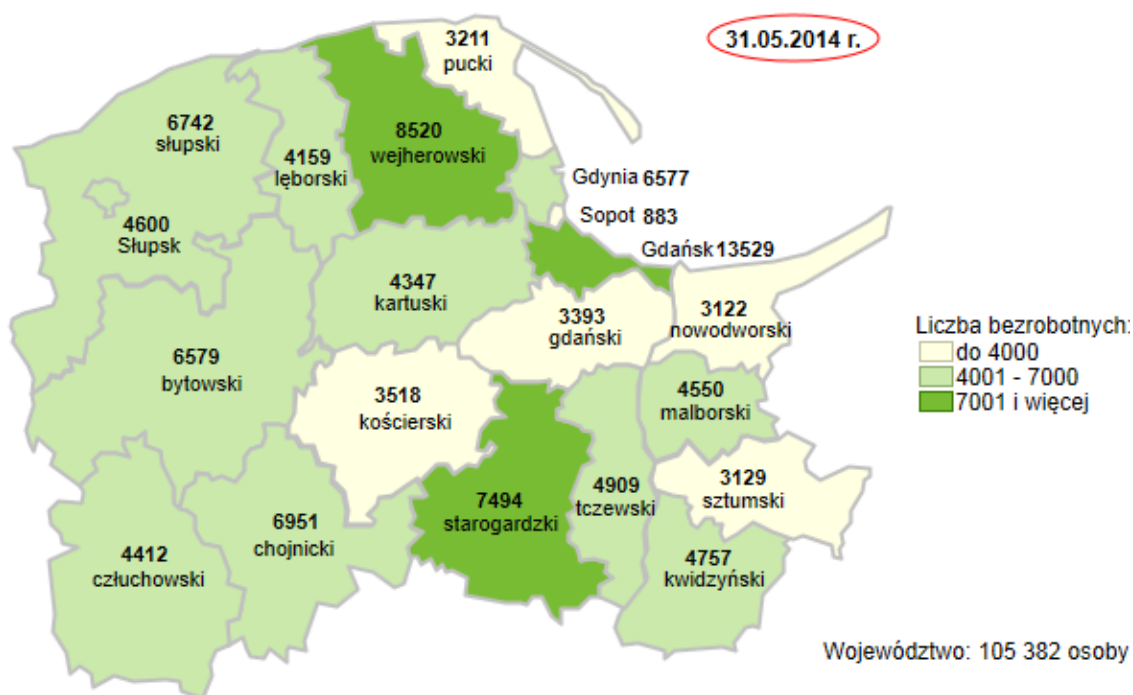 31.05.2014 r.
3211
pucki
6742
słupski
4159
lęborski
8520
wejherowski
Gdynia 6577
Sopot 883
Gdańsk 13529
4600
Słupsk
4347
kartuski
3393
gdański
3122
nowodworski
6579
bytowski
3518
kościerski
4550
malborski
Liczba bezrobotnych:
do 4000
4001 - 7000
7001 i więcej
7494
starogardzki
4909
tczewski
3129
sztumski
4412
człuchowski
6951
chojnicki
4757
kwidzyński
Województwo: 105 382 osoby